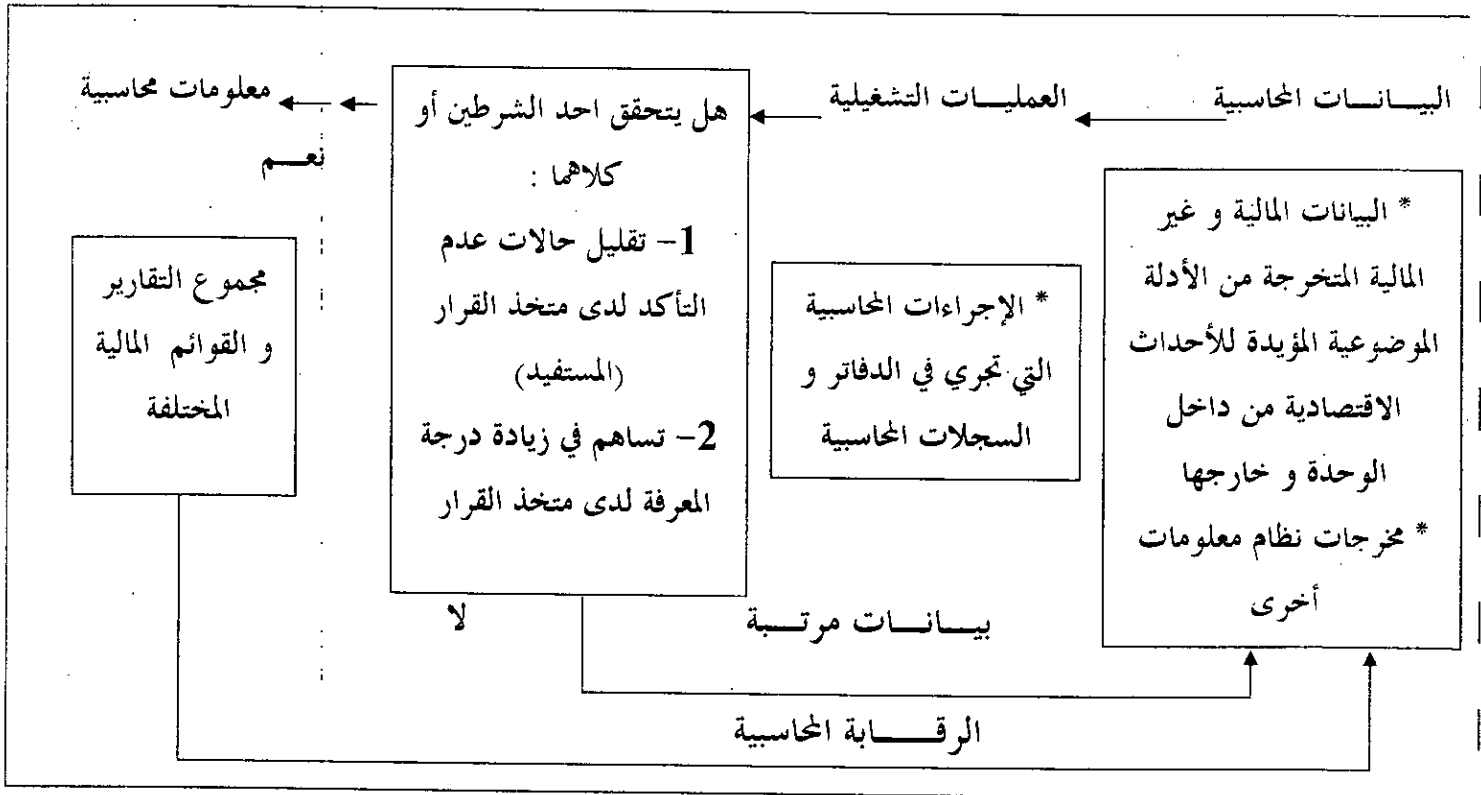 البيانات المحاسبية
العمليات التشغيلية
هل يتحقق احد الشرطين أو
كلاهما :
1- تقليل حالات عدم
التأكد لدى متخذ القرار
(المستفيد)
2- تساهم في زيادة درجة
المعرفة لدى متخذ القرار
معلومات محاسبية
نعم
* البيانات المالية و غير
المالية المتخرجة من الأدلة
الموضوعية المؤيدة للأحداث
الاقتصادية من داخل
الوحدة و خارجها
* مخرجات نظام معلومات
أخرى
* الإجراءات المحاسبية
التي تجري في الدفاتر و
السجلات المحاسبية
مجموع التقارير
و القوائم المالية
المختلفة
بيانات مرتبة
لا
الرقابة المحاسبية